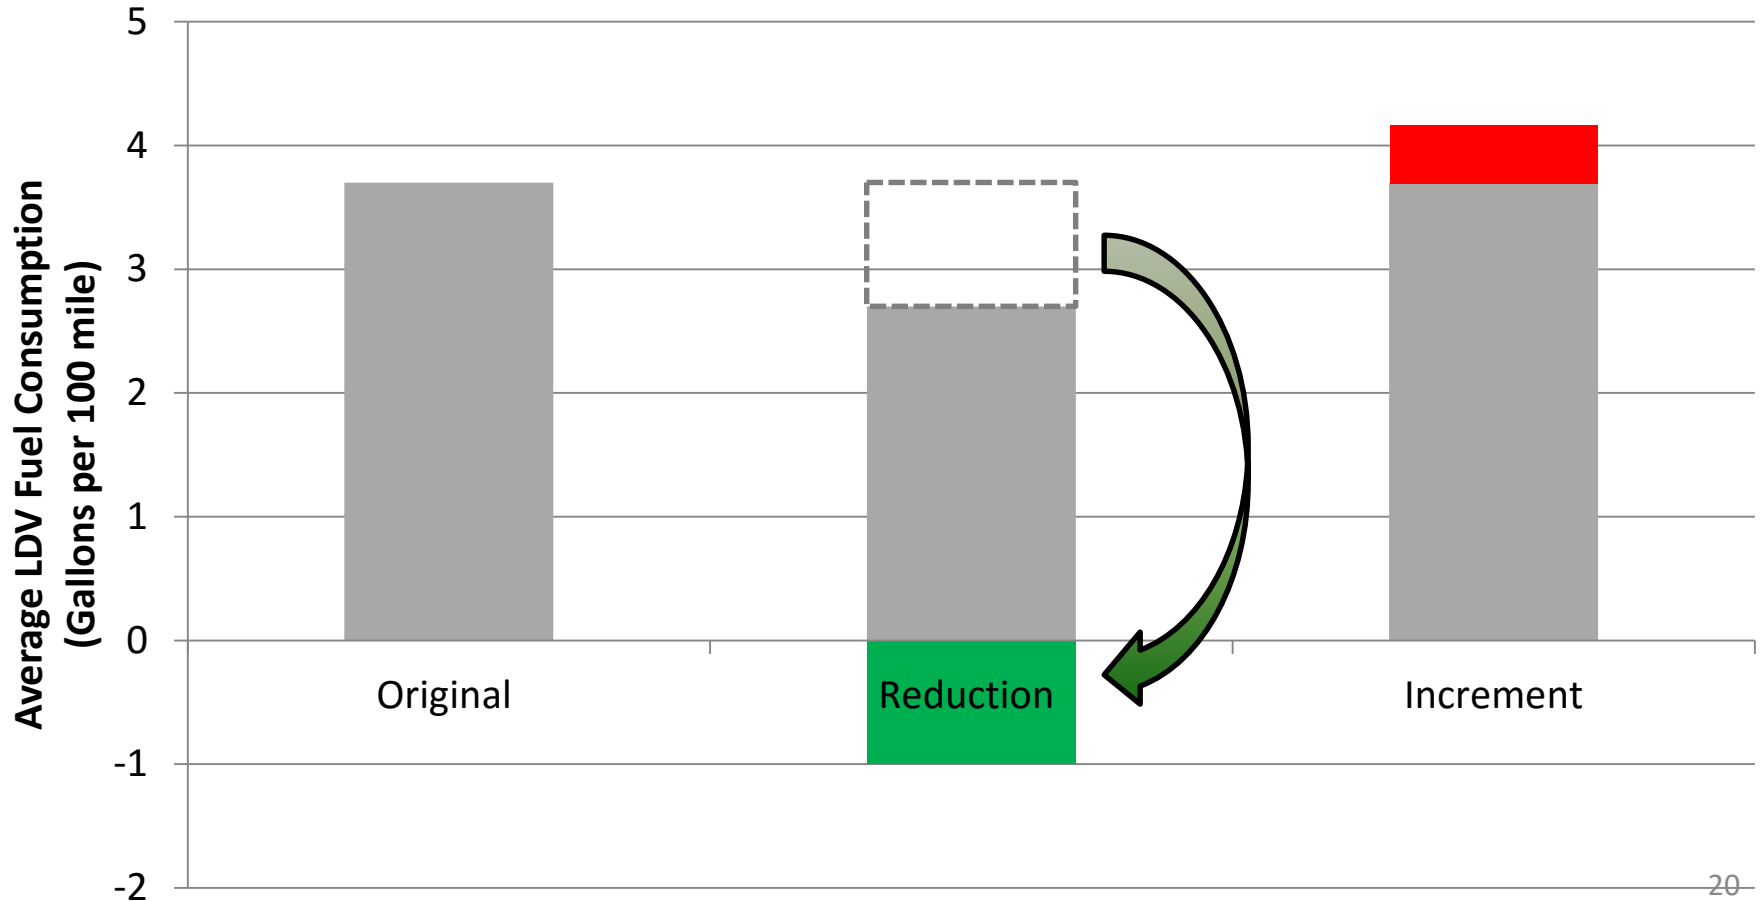 Average LDV Fuel Consumption
(Gallons per 100 mile)
5
4
3
2
1
0
-1
-2
Original
Reduction
Increment
20